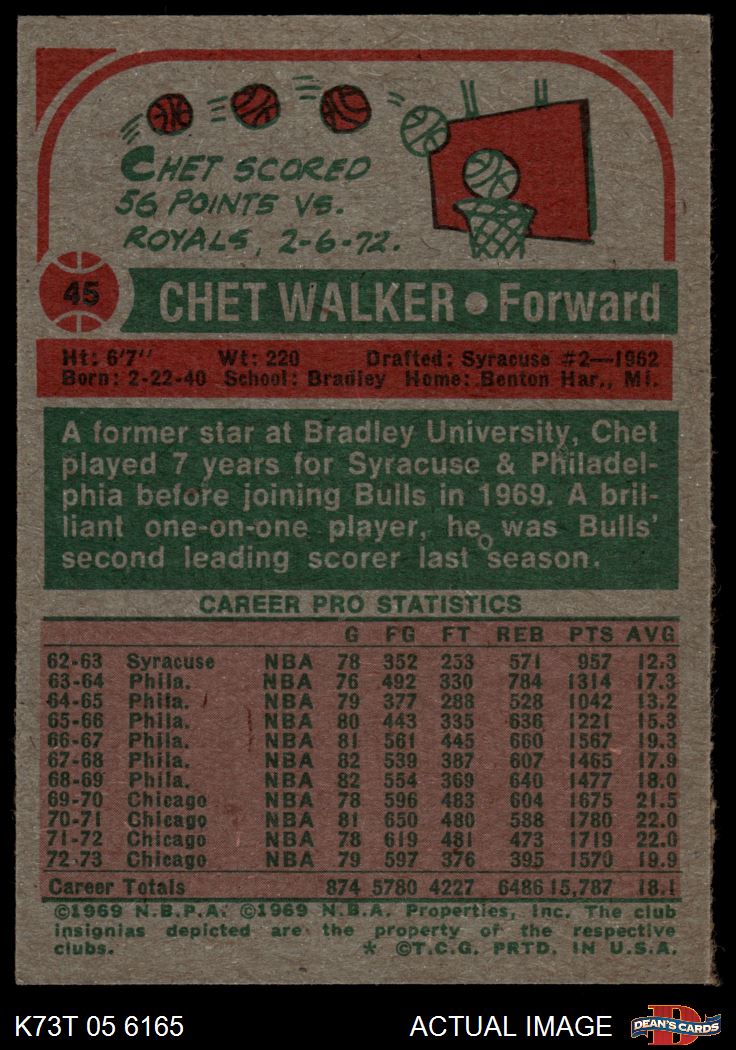 CHET SCORED
56 POINTS VS.
ROYALS, 2-6-72.
45
CHET WALKER • Forward
Ht: 6'7" Wt: 220 Drafted: Syracuse #2—1962
Born: 2-22-40 School: Bradley Home: Benton Har., Mi.
A former star at Bradley University, Chet
played 7 years for Syracuse & Philadel-
phia before joining Bulls in 1969. A bril-
liant one-on-one player, he was Bulls'
second leading scorer last season.
CAREER PRO STATISTICS
G FG FT REB PTS AVG
62-63 Syracuse NBA 78 352 253 571 957 12.3
63-64 Phila. NBA 76 492 330 784 1314 17.3
64-65 Phila. NBA 79 377 288 528 1042 13.2
65-66 Phila. NBA 80 443 335 636 1221 15.3
66-67 Phila. NBA 81 561 445 660 1567 19.3
67-68 Phila. NBA 82 539 387 607 1465 17.9
68-69 Phila. NBA 82 554 369 640 1477 18.0
69-70 Chicago NBA 78 596 483 604 1675 21.5
70-71 Chicago NBA 81 650 480 588 1780 22.0
71-72 Chicago NBA 78 619 481 473 1719 22.0
72-73 Chicago NBA 79 597 376 395 1570 19.9
Career Totals 874 5780 4227 6486 15,787 18.1
©1969 N.B.P.A. ©1969 N.B.A. Properties, Inc. The club
insignias depicted are the property of the respective
clubs. * ©T.C.G. PRTD. IN U.S.A.
K73T 05 6165 ACTUAL IMAGE DEAN'S CARDS